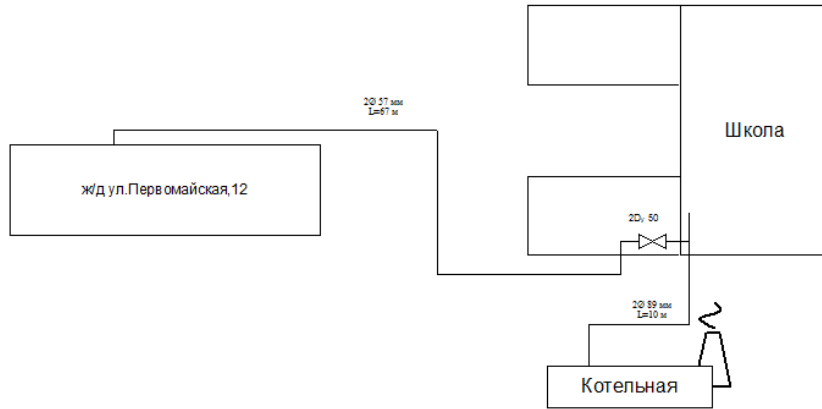 2Ø 57 мм
L=67 м
Школа
ж/д ул.Первомайская,12
2Dу 50
2Ø 89 мм
L=10 м
Котельная